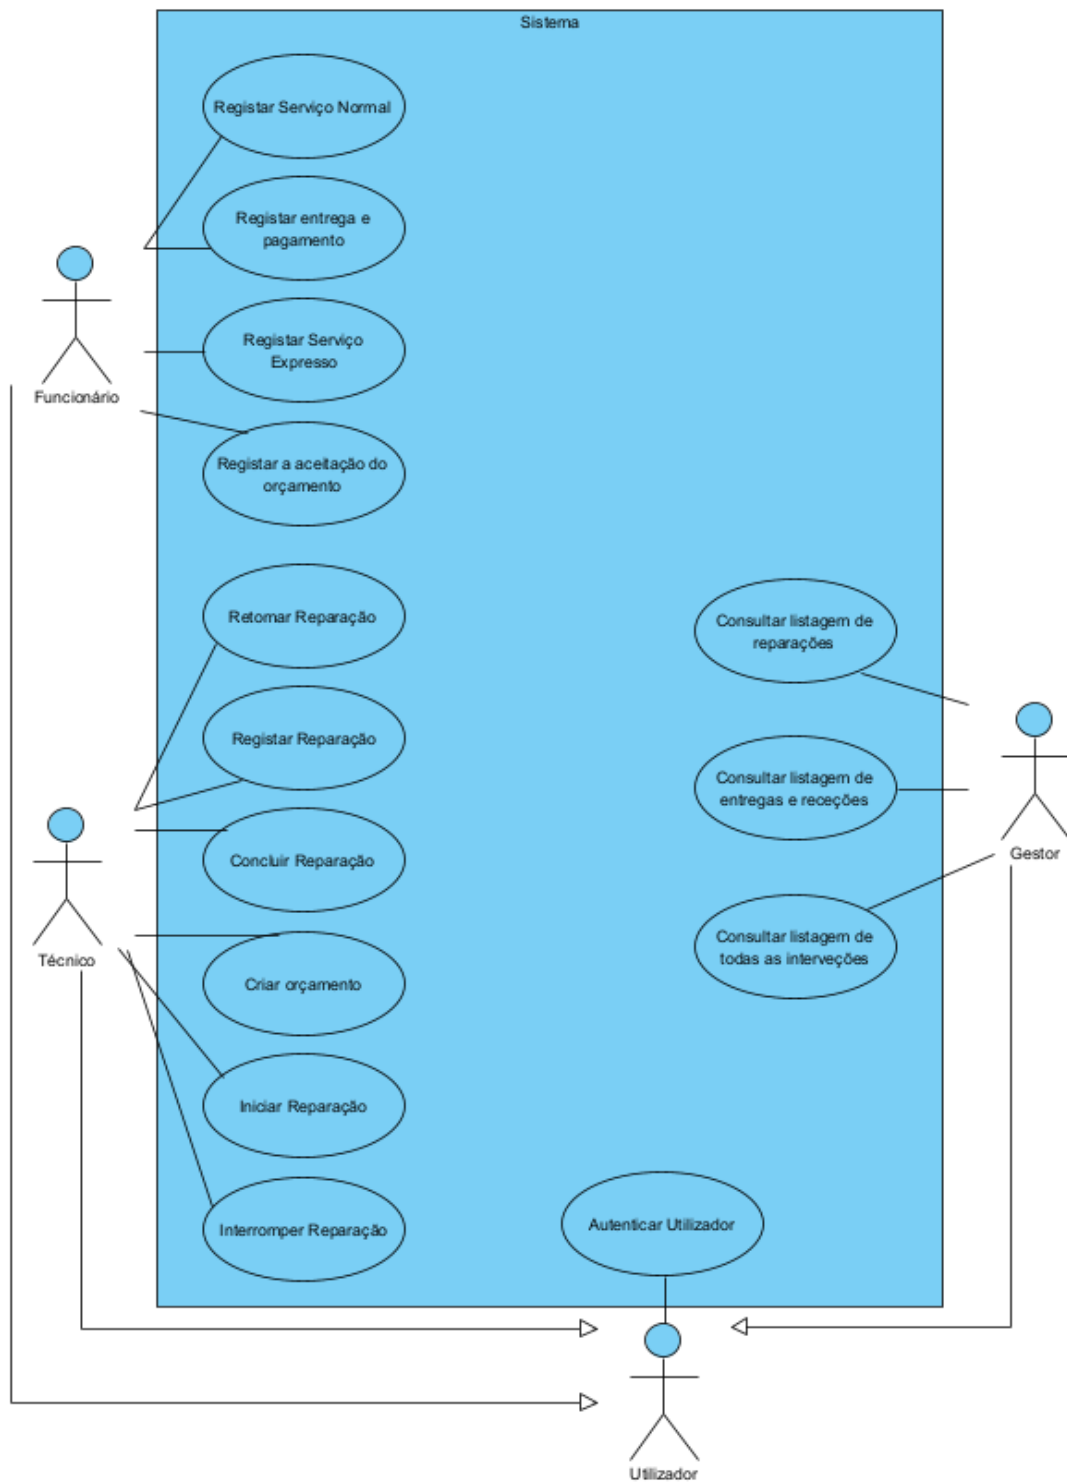 Sistema
Registar Serviço Normal
Registar entrega e
pagamento
Registar Serviço
Expresso
Funcionário
Registar a aceitação do
orçamento
Retomar Reparação
Consultar listagem de
reparações
Registar Reparação
Consultar listagem de
entregas e receções
Gestor
Concluir Reparação
Técnico
Consultar listagem de
todas as interveções
Criar orçamento
Iniciar Reparação
Interromper Reparação
Autenticar Utilizador
Utilizador